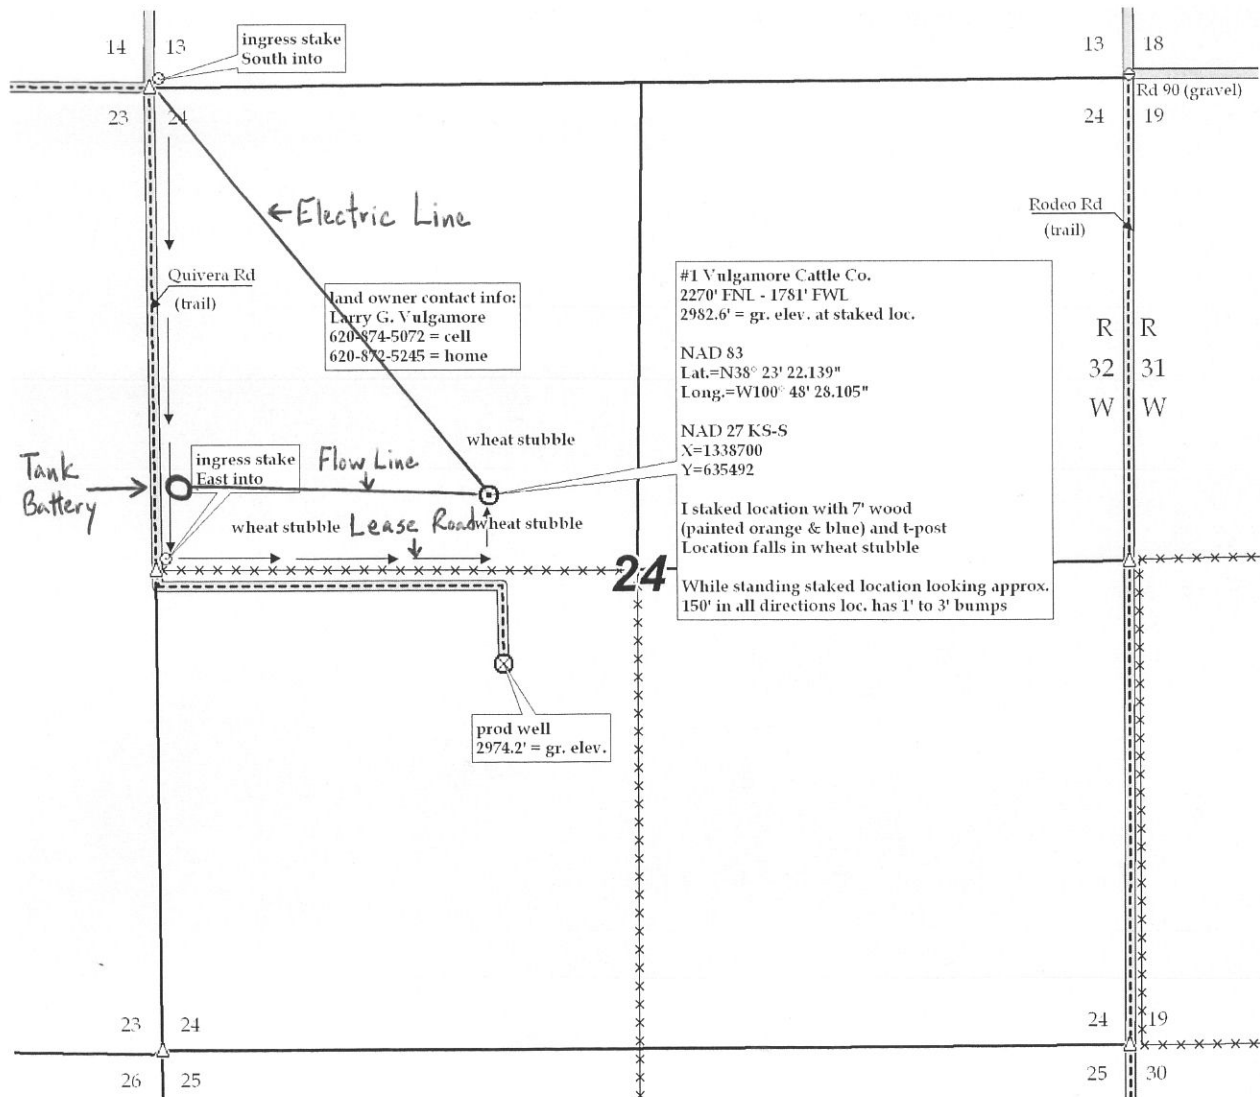 14 13
ingress stake
South into
13 18
Rd 90 (gravel)
23 24
24 19
Electric Line
Rodeo Rd
(trail)
Quivera Rd
(trail)
land owner contact info:
Larry G. Vulgamore
620-874-5072 = cell
620-872-5245 = home
#1 Vulgamore Cattle Co.
2270' FNL - 1781' FWL
2982.6' = gr. elev. at staked loc.
NAD 83
Lat.=N38° 23' 22.139"
Long.=W100° 48' 28.105"
NAD 27 KS-S
X=1338700
Y=635492
I staked location with 7' wood
(painted orange & blue) and t-post
Location falls in wheat stubble
While standing staked location looking approx.
150' in all directions loc. has 1' to 3' bumps
R R
32 31
W W
wheat stubble
Tank
Battery
ingress stake
East into
Flow Line
wheat stubble
Lease Road
wheat stubble
24
prod well
2974.2' = gr. elev.
23 24
24 19
26 25
25 30